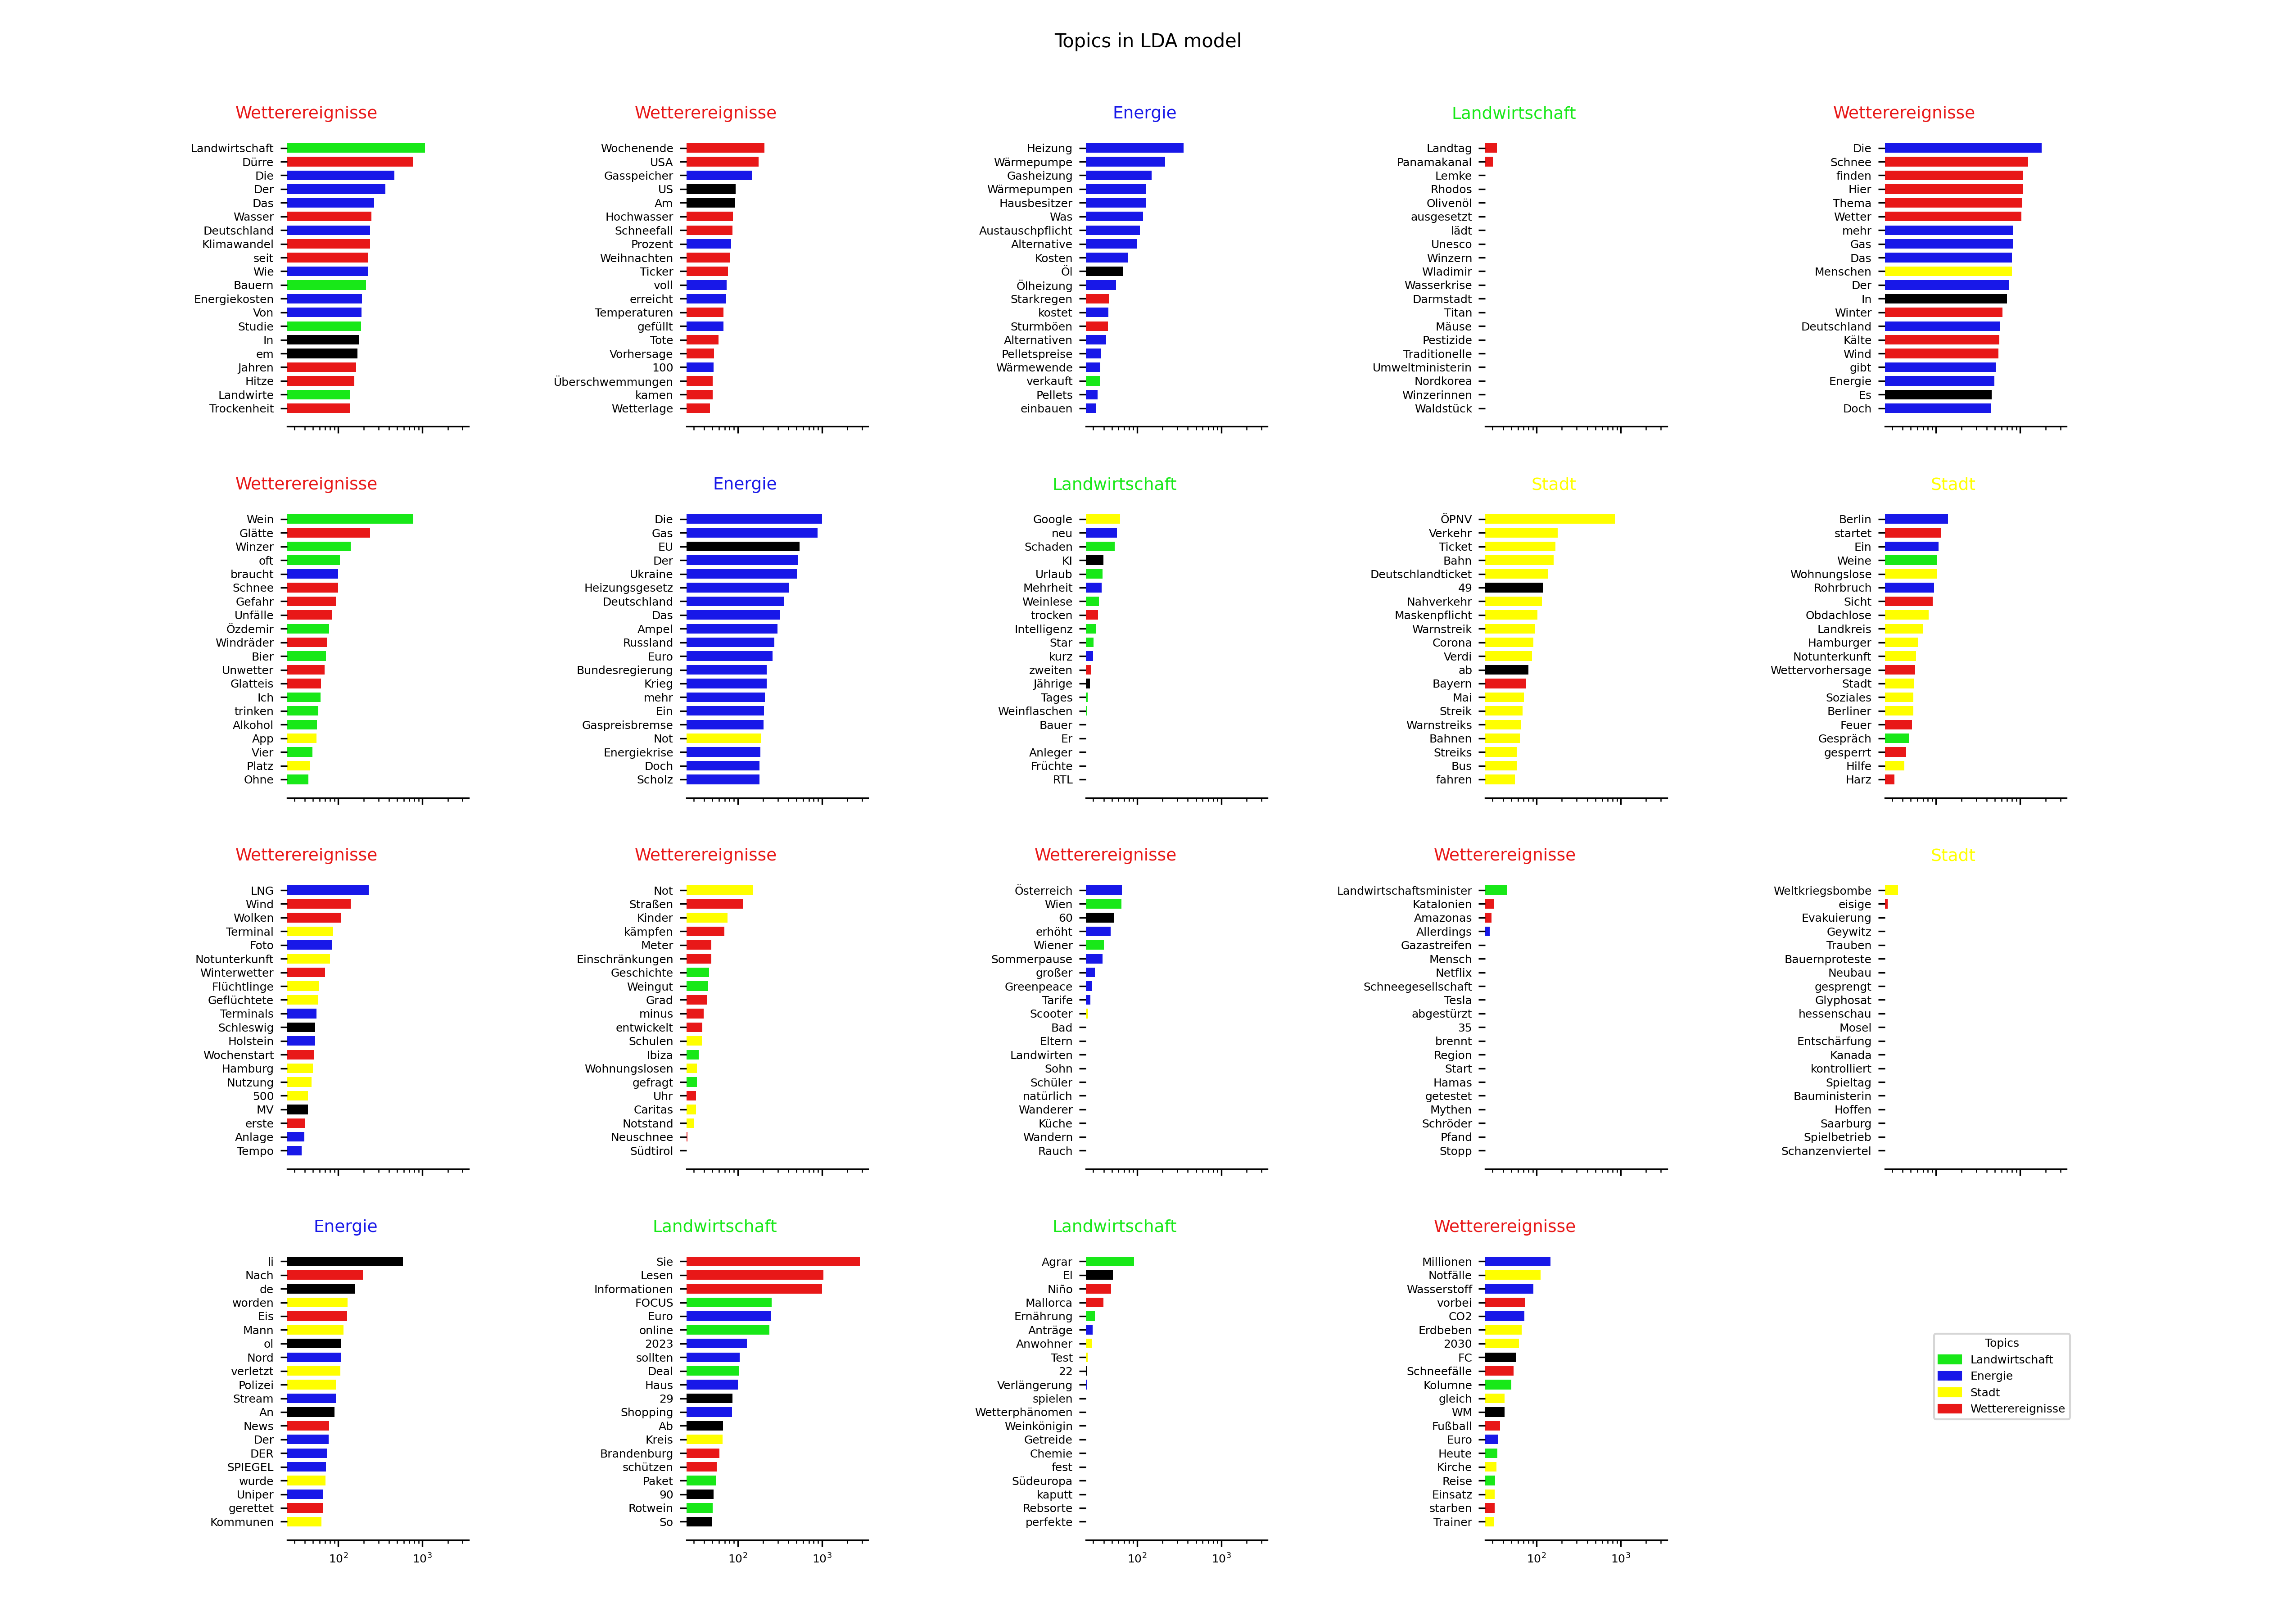 Topics in LDA model
Wetterereignisse
Landwirtschaft
Dürre
Die
Der
Das
Wasser
Deutschland
Klimawandel
seit
Wie
Bauern
Energiekosten
Von
Studie
In
em
Jahren
Hitze
Landwirte
Trockenheit
Wetterereignisse
Wochenende
USA
Gasspeicher
US
Am
Hochwasser
Schneefall
Prozent
Weihnachten
Ticker
voll
erreicht
Temperaturen
gefüllt
Tote
Vorhersage
100
Überschwemmungen
kamen
Wetterlage
Energie
Heizung
Wärmepumpe
Gasheizung
Wärmepumpen
Hausbesitzer
Was
Austauschpflicht
Alternative
Kosten
Öl
Ölheizung
Starkregen
kostet
Sturmböen
Alternativen
Pelletspreise
Wärmewende
verkauft
Pellets
einbauen
Landwirtschaft
Landtag
Panamakanal
Lemke
Rhodos
Olivenöl
ausgesetzt
lädt
Unesco
Winzern
Wladimir
Wasserkrise
Darmstadt
Titan
Mäuse
Pestizide
Traditionelle
Umweltministerin
Nordkorea
Winzerinnen
Waldstück
Wetterereignisse
Die
Schnee
finden
Hier
Thema
Wetter
mehr
Gas
Das
Menschen
Der
In
Winter
Deutschland
Kälte
Wind
gibt
Energie
Es
Doch
Wetterereignisse
Wein
Glätte
Winzer
oft
braucht
Schnee
Gefahr
Unfälle
Özdemir
Windräder
Bier
Unwetter
Glatteis
Ich
trinken
Alkohol
App
Vier
Platz
Ohne
Energie
Die
Gas
EU
Der
Ukraine
Heizungsgesetz
Deutschland
Das
Ampel
Russland
Euro
Bundesregierung
Krieg
mehr
Ein
Gaspreisbremse
Not
Energiekrise
Doch
Scholz
Landwirtschaft
Google
neu
Schaden
KI
Urlaub
Mehrheit
Weinlese
trocken
Intelligenz
Star
kurz
zweiten
Jährige
Tages
Weinflaschen
Bauer
Er
Anleger
Früchte
RTL
Stadt
ÖPNV
Verkehr
Ticket
Bahn
Deutschlandticket
49
Nahverkehr
Maskenpflicht
Warnstreik
Corona
Verdi
ab
Bayern
Mai
Streik
Warnstreiks
Bahnen
Streiks
Bus
fahren
Stadt
Berlin
startet
Ein
Weine
Wohnungslose
Rohrbruch
Sicht
Obdachlose
Landkreis
Hamburger
Notunterkunft
Wettervorhersage
Stadt
Soziales
Berliner
Feuer
Gespräch
gesperrt
Hilfe
Harz
Wetterereignisse
LNG
Wind
Wolken
Terminal
Foto
Notunterkunft
Winterwetter
Flüchtlinge
Geflüchtete
Terminals
Schleswig
Holstein
Wochenstart
Hamburg
Nutzung
500
MV
erste
Anlage
Tempo
Wetterereignisse
Not
Straßen
Kinder
kämpfen
Meter
Einschränkungen
Geschichte
Weingut
Grad
minus
entwickelt
Schulen
Ibiza
Wohnungslosen
gefragt
Uhr
Caritas
Notstand
Neuschnee
Südtirol
Wetterereignisse
Österreich
Wien
60
erhöht
Wiener
Sommerpause
großer
Greenpeace
Tarife
Scooter
Bad
Eltern
Landwirten
Sohn
Schüler
natürlich
Wanderer
Küche
Wandern
Rauch
Wetterereignisse
Landwirtschaftsminister
Katalonien
Amazonas
Allerdings
Gazastreifen
Mensch
Netflix
Schneegesellschaft
Tesla
abgestürzt
35
brennt
Region
Start
Hamas
getestet
Mythen
Schröder
Pfand
Stopp
Stadt
Weltkriegsbombe
eisige
Evakuierung
Geywitz
Trauben
Bauernproteste
Neubau
gesprengt
Glyphosat
hessenschau
Mosel
Entschärfung
Kanada
kontrolliert
Spieltag
Bauministerin
Hoffen
Saarburg
Spielbetrieb
Schanzenviertel
Energie
li
Nach
de
worden
Eis
Mann
ol
Nord
verletzt
Polizei
Stream
An
News
Der
DER
SPIEGEL
wurde
Uniper
gerettet
Kommunen
10² 10³
Landwirtschaft
Sie
Lesen
Informationen
FOCUS
Euro
online
2023
sollten
Deal
Haus
29
Shopping
Ab
Kreis
Brandenburg
schützen
Paket
90
Rotwein
So
10² 10³
Landwirtschaft
Agrar
El
Niño
Mallorca
Ernährung
Anträge
Anwohner
Test
22
Verlängerung
spielen
Wetterphänomen
Weinkönigin
Getreide
Chemie
fest
Südeuropa
kaputt
Rebsorte
perfekte
10² 10³
Wetterereignisse
Millionen
Notfälle
Wasserstoff
vorbei
CO2
Erdbeben
2030
FC
Schneefälle
Kolumne
gleich
WM
Fußball
Euro
Heute
Kirche
Reise
Einsatz
starben
Trainer
10² 10³
Topics
Landwirtschaft
Energie
Stadt
Wetterereignisse